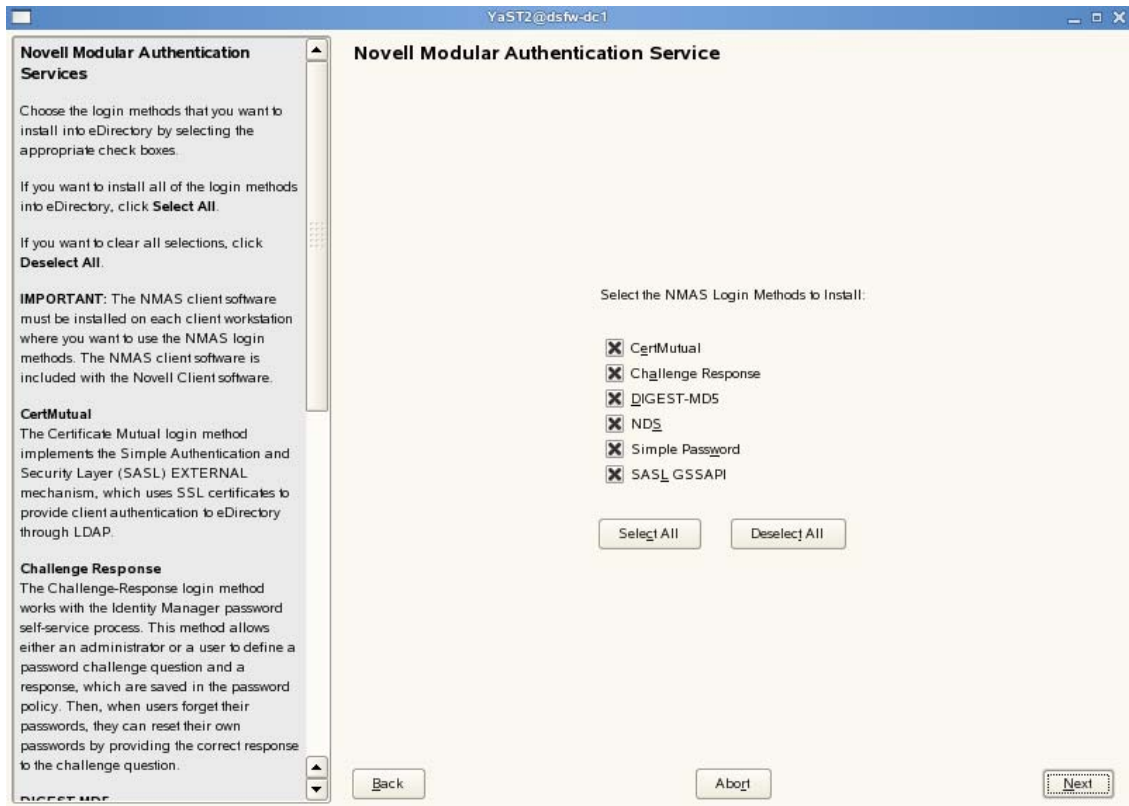 YaST2@dsfw-dc1
Novell Modular Authentication
Services
Choose the login methods that you want to
install into eDirectory by selecting the
appropriate check boxes.
If you want to install all of the login methods
into eDirectory, click Select All.
If you want to clear all selections, click
Deselect All.
IMPORTANT: The NMAS client software
must be installed on each client workstation
where you want to use the NMAS login
methods. The NMAS client software is
included with the Novell Client software.
CertMutual
The Certificate Mutual login method
implements the Simple Authentication and
Security Layer (SASL) EXTERNAL
mechanism, which uses SSL certificates to
provide client authentication to eDirectory
through LDAP.
Challenge Response
The Challenge-Response login method
works with the Identity Manager password
self-service process. This method allows
either an administrator or a user to define a
password challenge question and a
response, which are saved in the password
policy. Then, when users forget their
passwords, they can reset their own
passwords by providing the correct response
to the challenge question.
DIGEST-MD5
Novell Modular Authentication Service
Select the NMAS Login Methods to Install:
CertMutual
Challenge Response
DIGEST-MD5
NDS
Simple Password
SASL GSSAPI
Select All
Deselect All
Back
Abort
Next